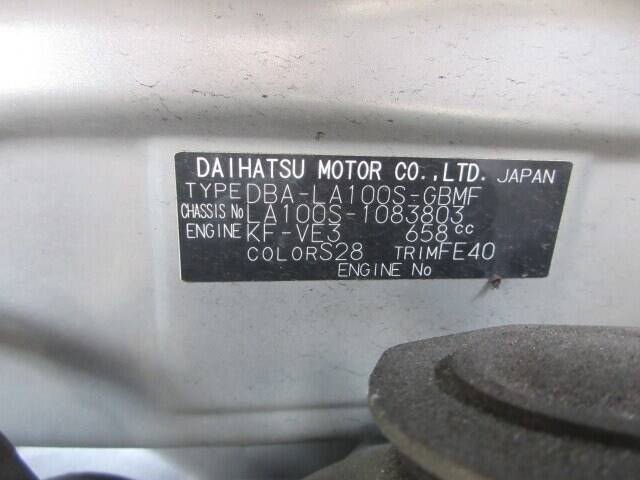 DAIHATSU MOTOR CO.,LTD. JAPAN
TYPE DBA-LA100S-GBMF
CHASSIS No LA100S-1083803
ENGINE KF-VE3 658cc
COLOR S28 TRIM FE40
ENGINE No